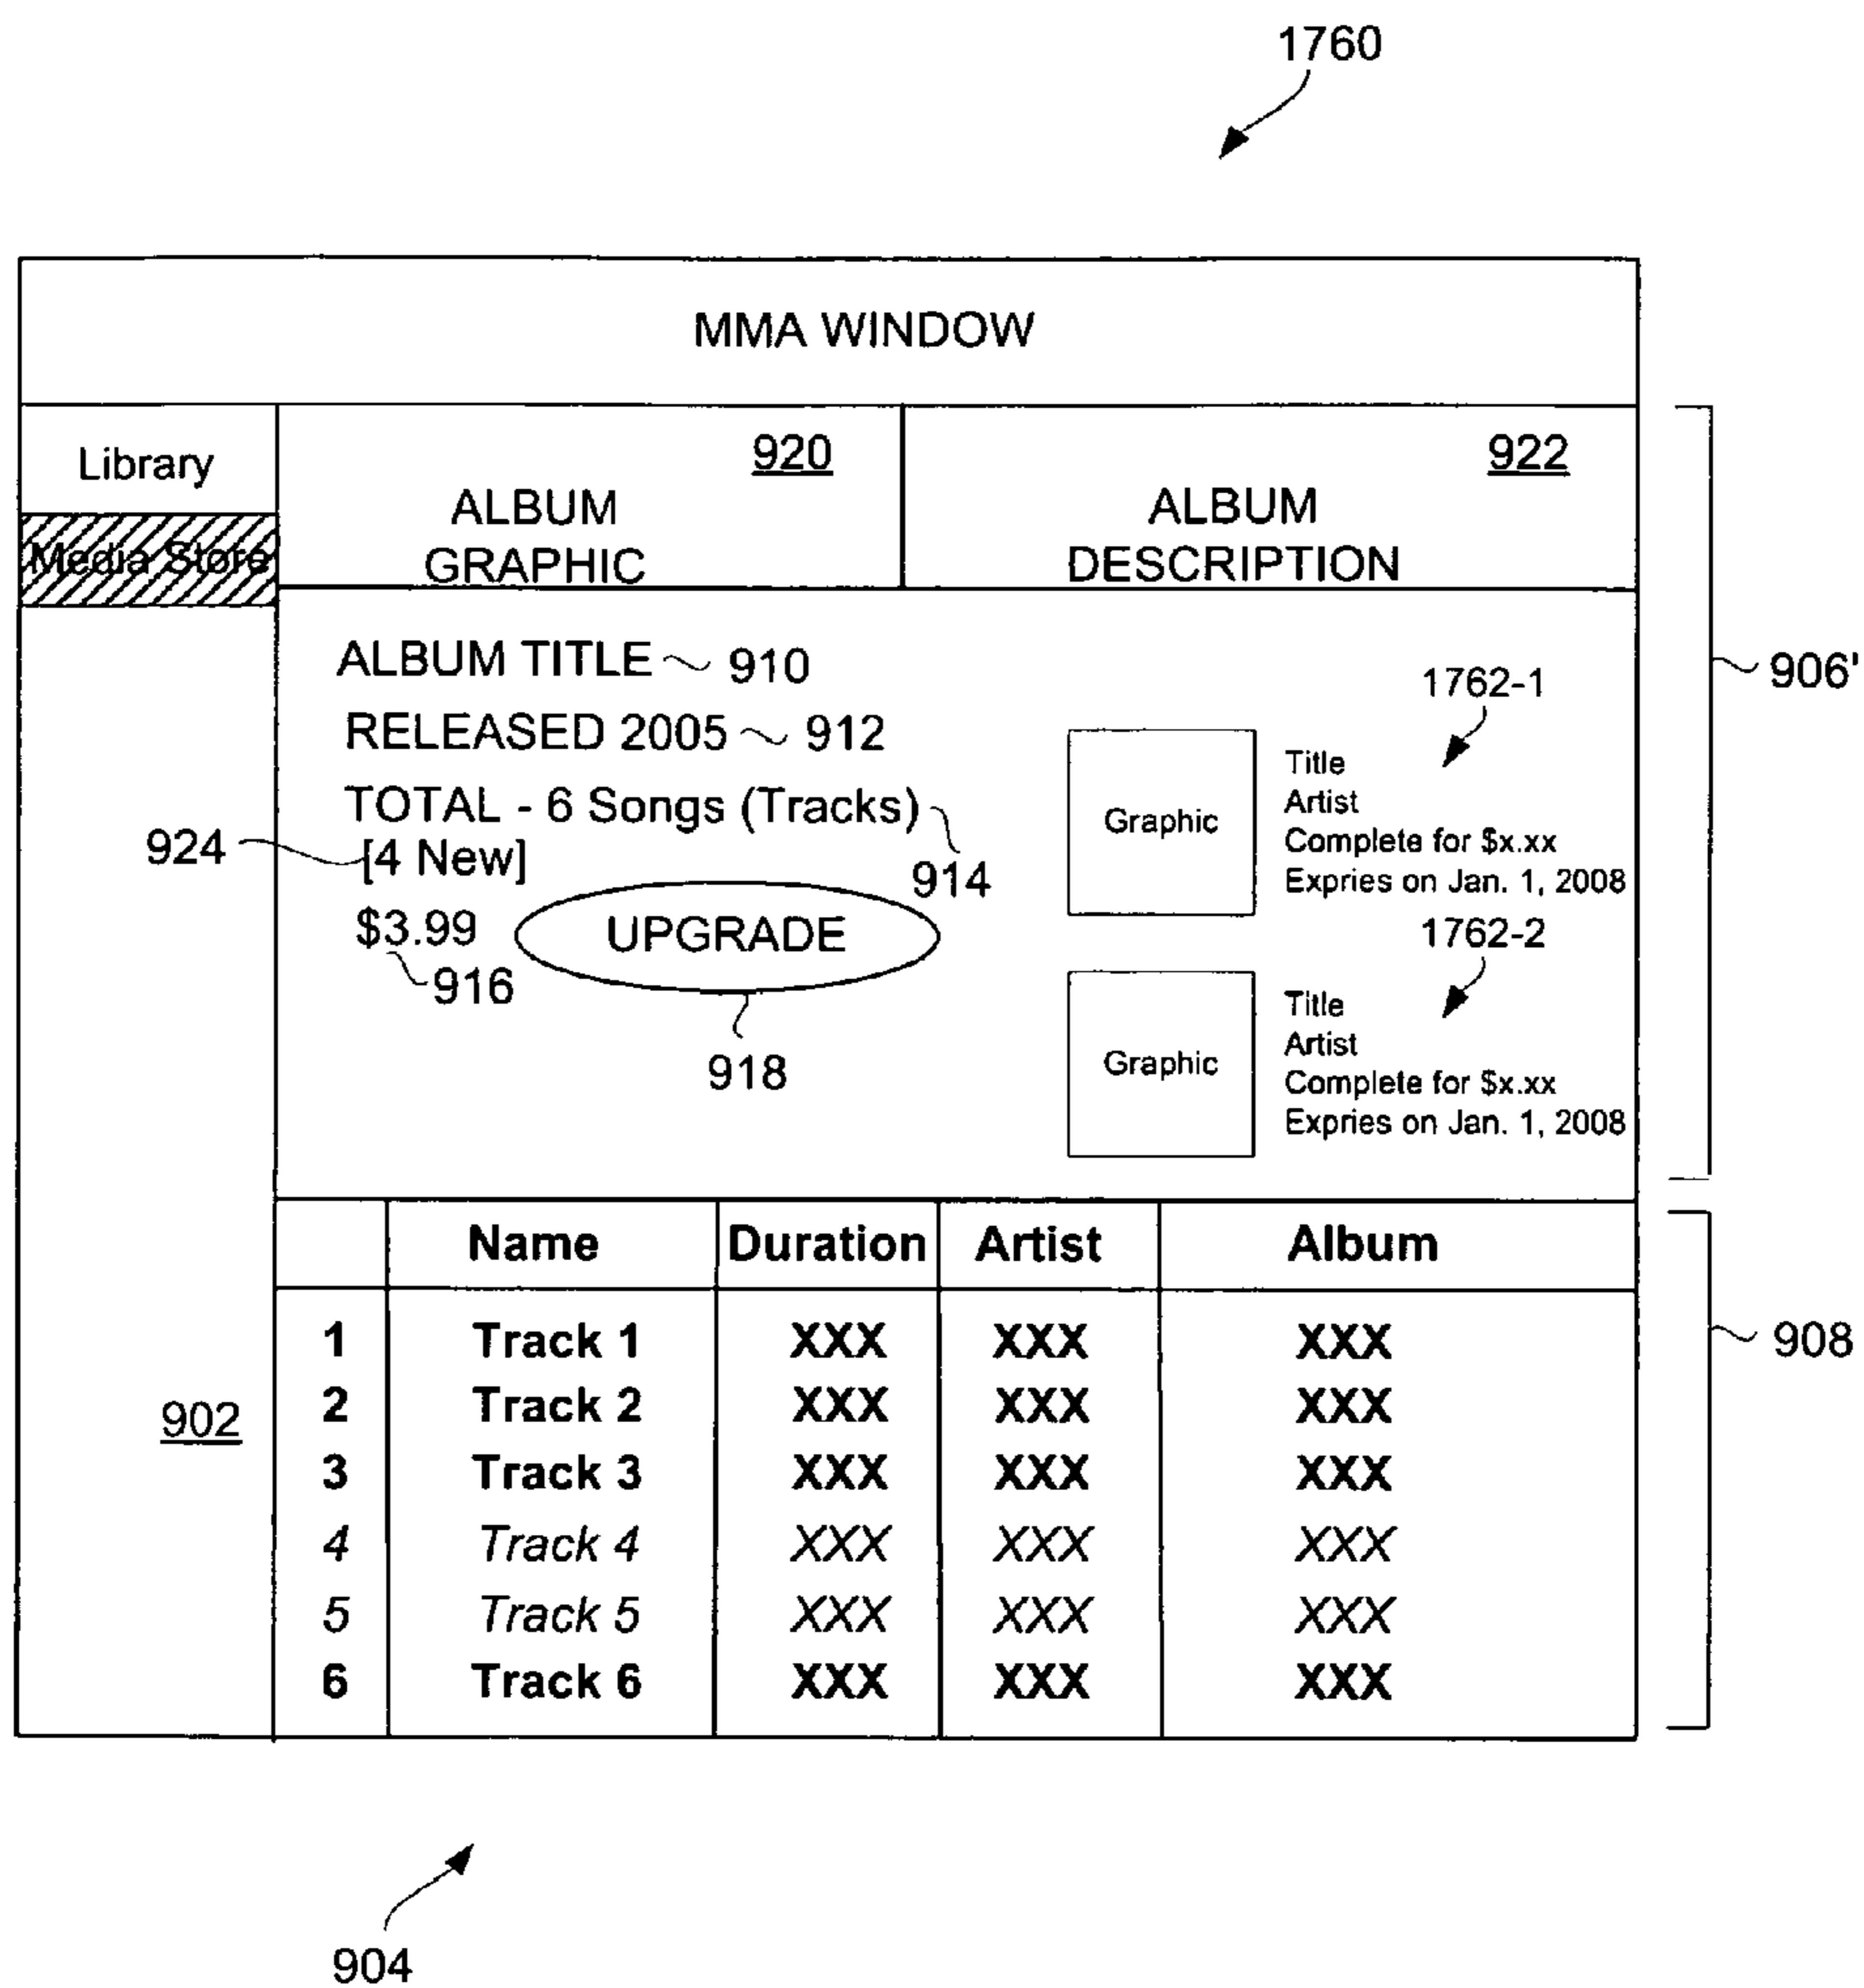 1760
MMA WINDOW
Library
Media Store
920
ALBUM
GRAPHIC
922
ALBUM
DESCRIPTION
906'
ALBUM TITLE 910
RELEASED 2005 912
TOTAL - 6 Songs (Tracks)
914
924
[4 New]
$3.99
916
UPGRADE
918
1762-1
Graphic
Title
Artist
Complete for $x.xx
Expries on Jan. 1, 2008
1762-2
Graphic
Title
Artist
Complete for $x.xx
Expries on Jan. 1, 2008
Name Duration Artist Album
1 Track 1 XXX XXX XXX
2 Track 2 XXX XXX XXX
3 Track 3 XXX XXX XXX
4 Track 4 XXX XXX XXX
5 Track 5 XXX XXX XXX
6 Track 6 XXX XXX XXX
908
902
904